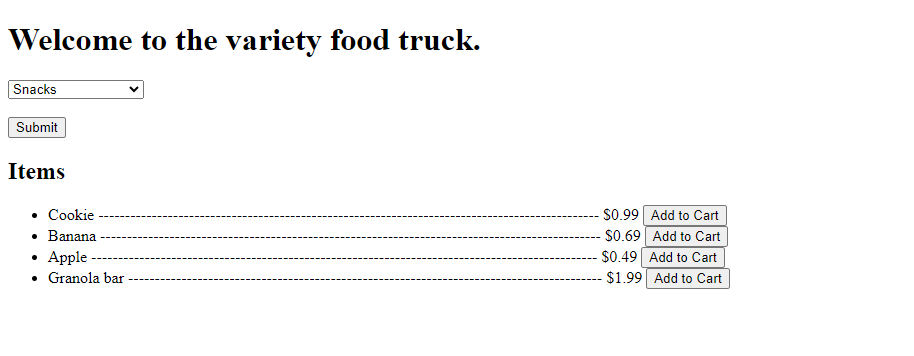 Welcome to the variety food truck.
Snacks
Submit
Items
• Cookie ---------------------------------------------------------------------------------------------------- $0.99 Add to Cart
• Banana ---------------------------------------------------------------------------------------------------- $0.69 Add to Cart
• Apple ----------------------------------------------------------------------------------------------------- $0.49 Add to Cart
• Granola bar ----------------------------------------------------------------------------------------------- $1.99 Add to Cart